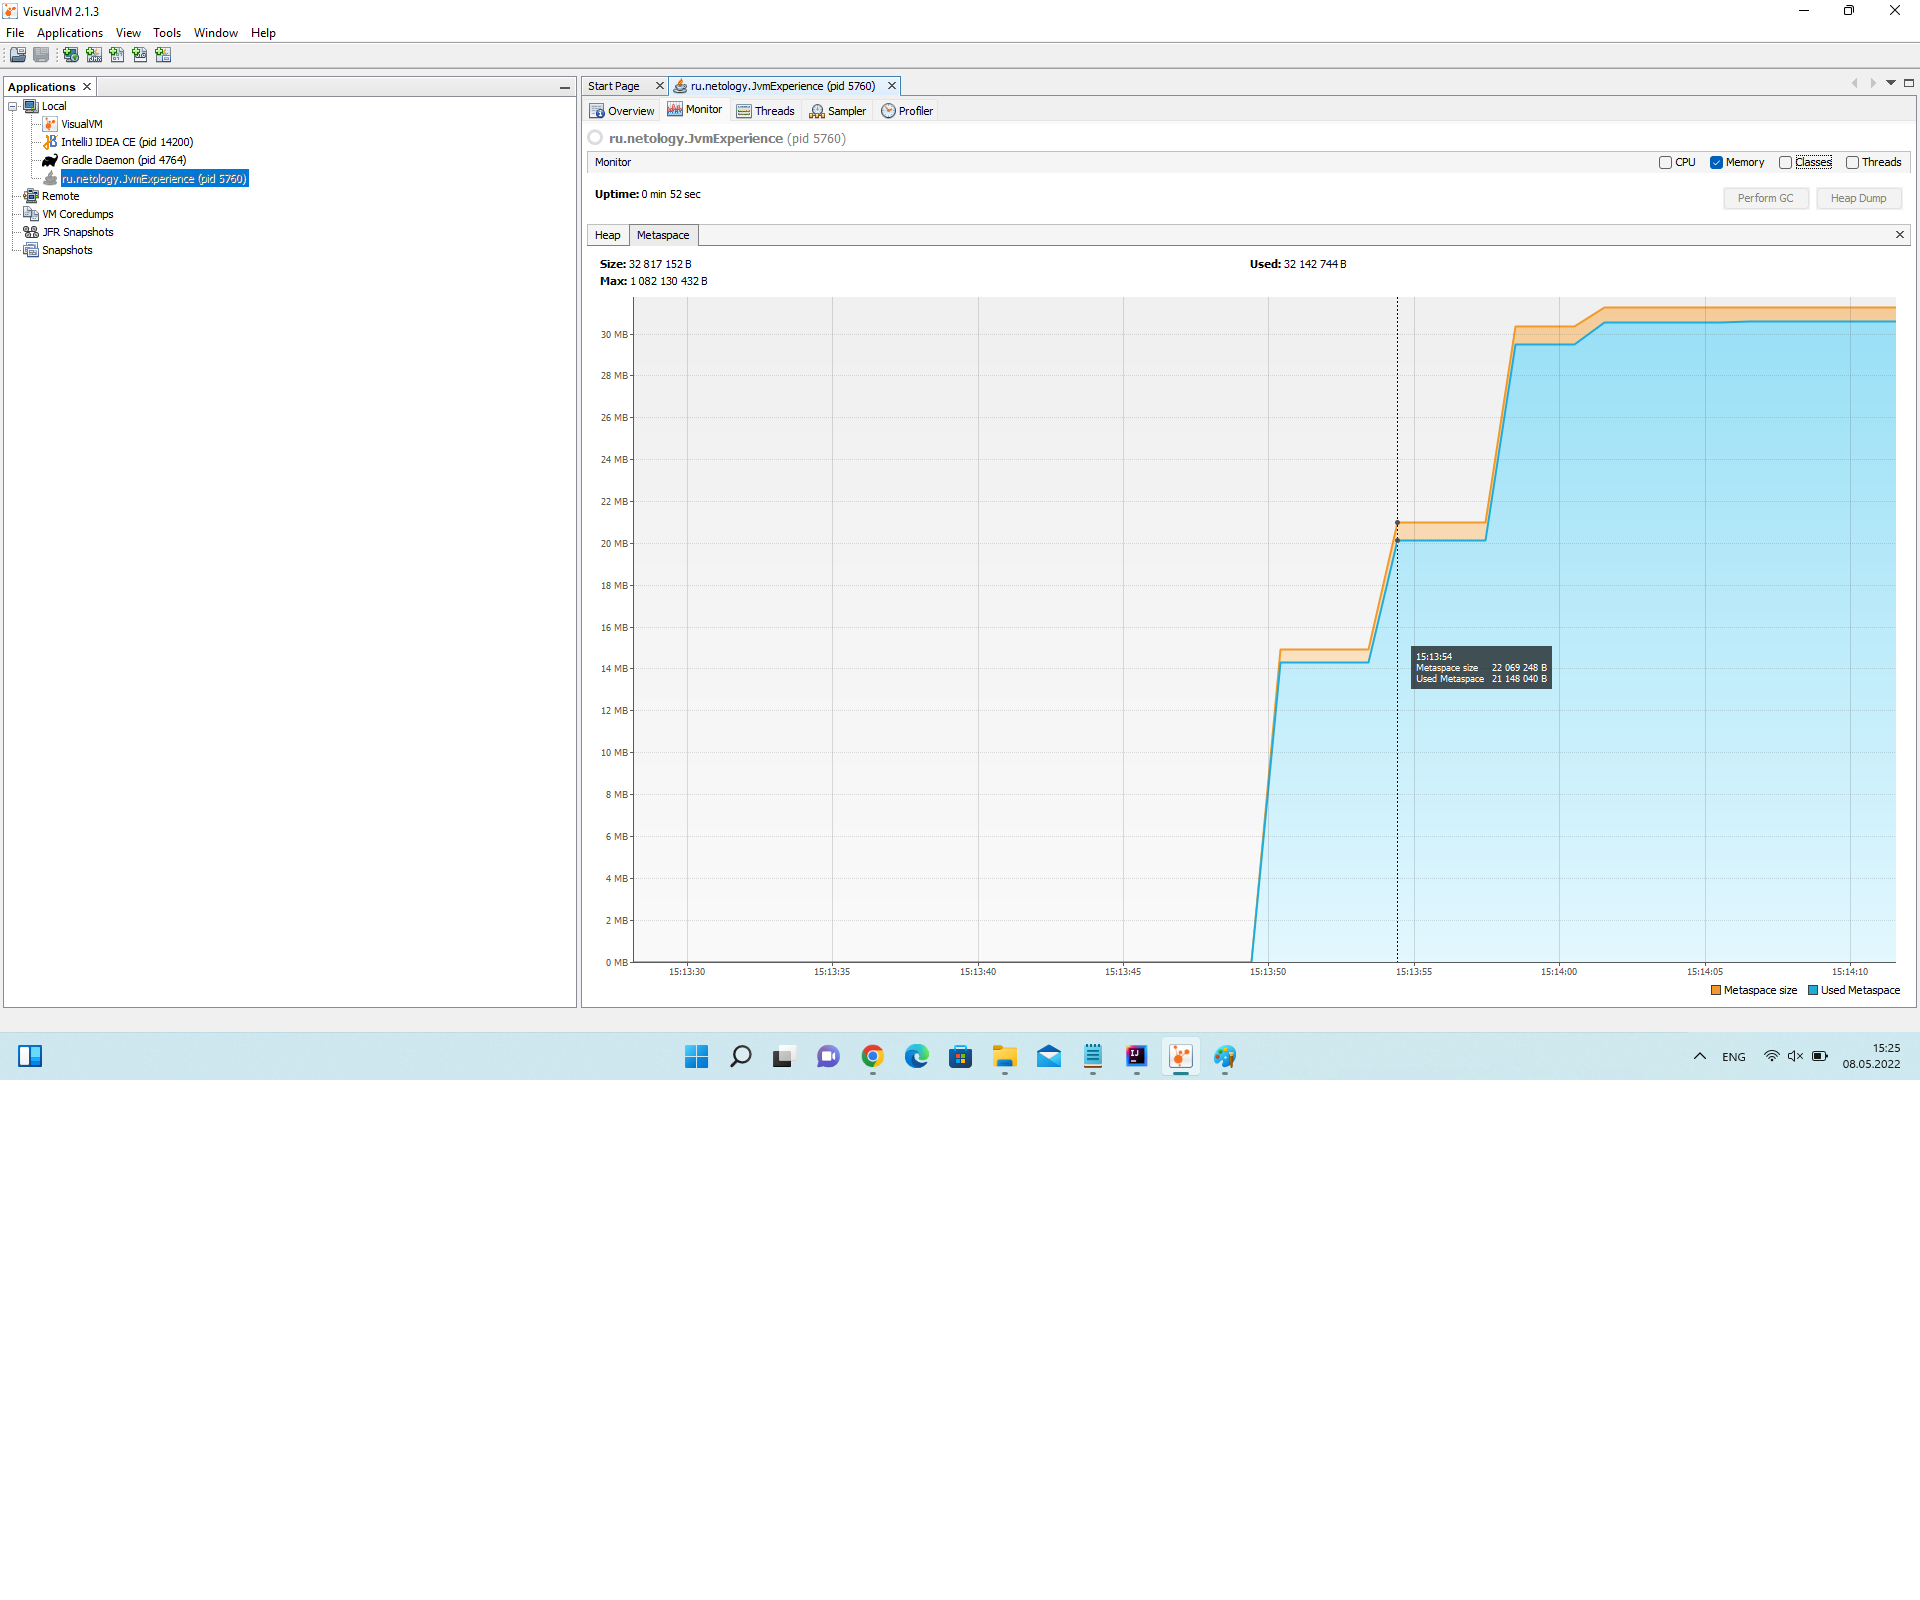 VisualVM 2.1.3
File Applications View Tools Window Help
Applications
Local
VisualVM
IntelliJ IDEA CE (pid 14200)
Gradle Daemon (pid 4764)
ru.netology.JvmExperience (pid 5760)
Remote
VM Coredumps
JFR Snapshots
Snapshots
Start Page ru.netology.JvmExperience (pid 5760)
Overview Monitor Threads Sampler Profiler
ru.netology.JvmExperience (pid 5760)
Monitor CPU Memory Classes Threads
Uptime: 0 min 52 sec
Perform GC Heap Dump
Heap Metaspace
Size: 32 817 152 B Used: 32 142 744 B
Max: 1 082 130 432 B
30 MB
28 MB
26 MB
24 MB
22 MB
20 MB
18 MB
16 MB
14 MB
12 MB
10 MB
8 MB
6 MB
4 MB
2 MB
0 MB
15:13:54
Metaspace size 22 069 248 B
Used Metaspace 21 148 040 B
15:13:30 15:13:35 15:13:40 15:13:45 15:13:50 15:13:55 15:14:00 15:14:05 15:14:10
Metaspace size Used Metaspace
ENG
15:25
08.05.2022